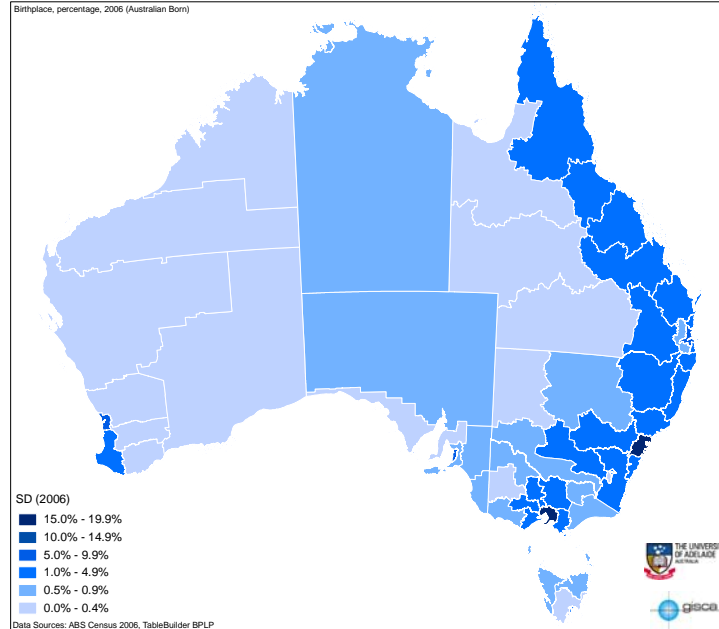 Birthplace, percentage, 2006 (Australian Born)
SD (2006)
15.0% - 19.9%
10.0% - 14.9%
5.0% - 9.9%
1.0% - 4.9%
0.5% - 0.9%
0.0% - 0.4%
THE UNIVERSI
OF ADELAIDE
AUSTRALIA
gisca
Data Sources: ABS Census 2006, TableBuilder BPLP